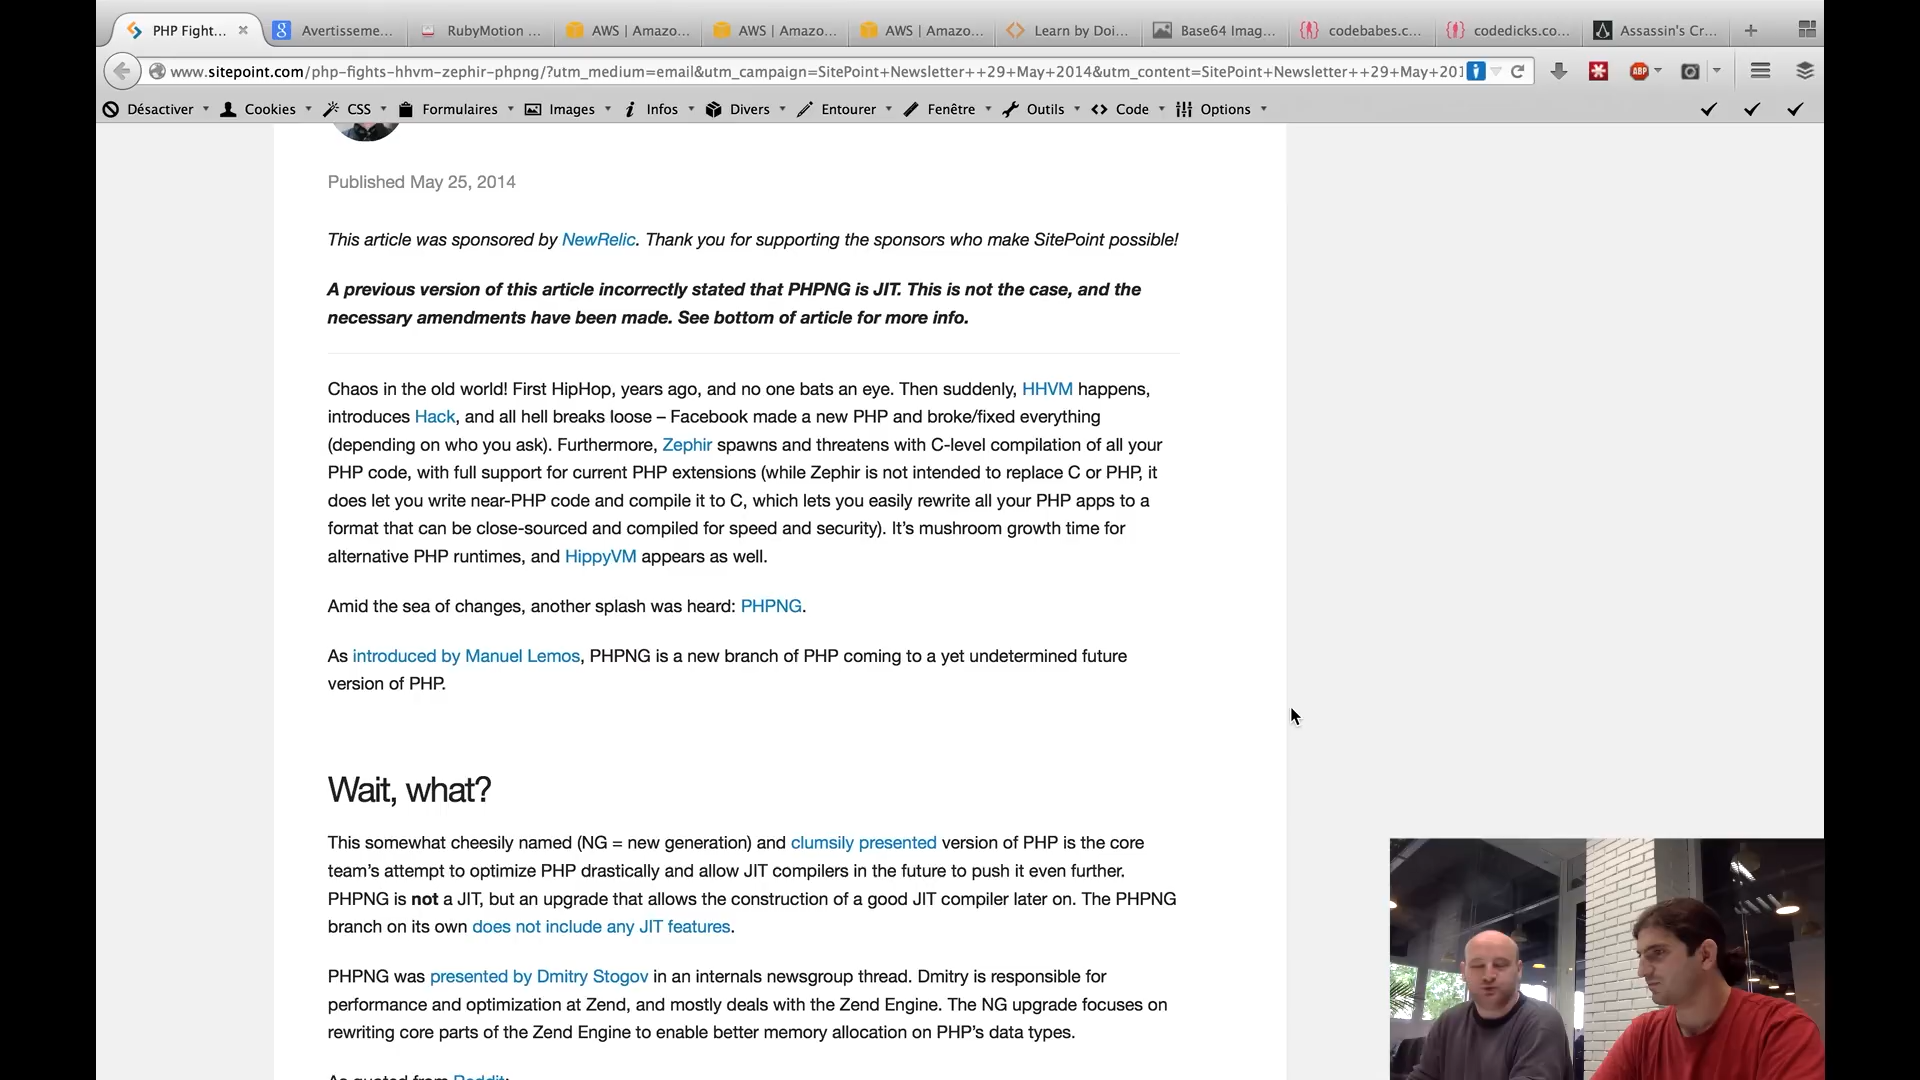 PHP Fight...
Avertisseme...
RubyMotion ...
AWS | Amazo...
AWS | Amazo...
AWS | Amazo...
Learn by Doi...
Base64 Imag...
codebabes.c...
codedicks.co...
Assassin's Cr...
www.sitepoint.com/php-fights-hhvm-zephir-phpng/?utm_medium=email&utm_campaign=SitePoint+Newsletter++29+May+2014&utm_content=SitePoint+Newsletter++29+May+201
ABP
Désactiver
Cookies
CSS
Formulaires
Images
Infos
Divers
Entourer
Fenêtre
Outils
Code
Options
Published May 25, 2014
This article was sponsored by NewRelic. Thank you for supporting the sponsors who make SitePoint possible!
A previous version of this article incorrectly stated that PHPNG is JIT. This is not the case, and the
necessary amendments have been made. See bottom of article for more info.
Chaos in the old world! First HipHop, years ago, and no one bats an eye. Then suddenly, HHVM happens,
introduces Hack, and all hell breaks loose – Facebook made a new PHP and broke/fixed everything
(depending on who you ask). Furthermore, Zephir spawns and threatens with C-level compilation of all your
PHP code, with full support for current PHP extensions (while Zephir is not intended to replace C or PHP, it
does let you write near-PHP code and compile it to C, which lets you easily rewrite all your PHP apps to a
format that can be close-sourced and compiled for speed and security). It's mushroom growth time for
alternative PHP runtimes, and HippyVM appears as well.
Amid the sea of changes, another splash was heard: PHPNG.
As introduced by Manuel Lemos, PHPNG is a new branch of PHP coming to a yet undetermined future
version of PHP.
Wait, what?
This somewhat cheesily named (NG = new generation) and clumsily presented version of PHP is the core
team's attempt to optimize PHP drastically and allow JIT compilers in the future to push it even further.
PHPNG is not a JIT, but an upgrade that allows the construction of a good JIT compiler later on. The PHPNG
branch on its own does not include any JIT features.
PHPNG was presented by Dmitry Stogov in an internals newsgroup thread. Dmitry is responsible for
performance and optimization at Zend, and mostly deals with the Zend Engine. The NG upgrade focuses on
rewriting core parts of the Zend Engine to enable better memory allocation on PHP's data types.
As quoted from Reddit: